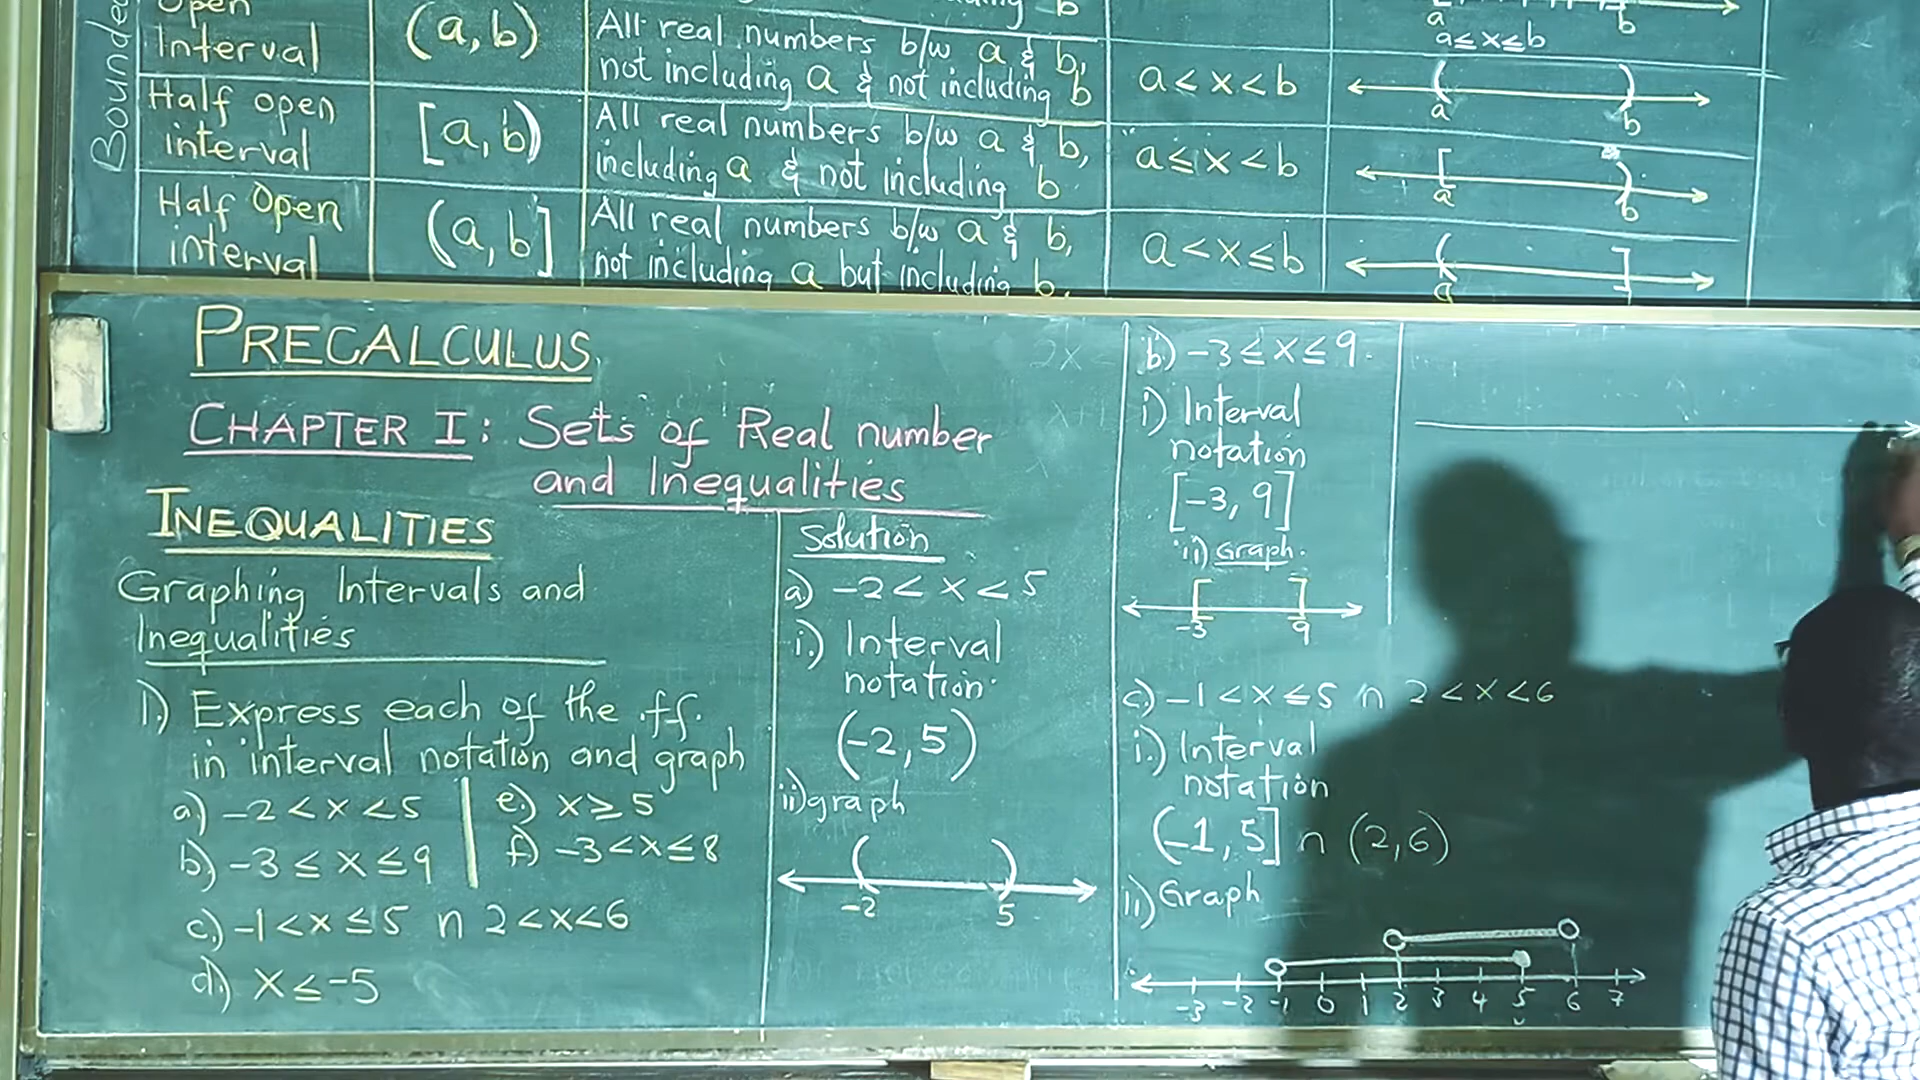 Bounded
Open
Interval
(a, b)
All real numbers b/w a & b,
not including a & not including b
a < x < b
a b
a ≤ x ≤ b
a b
Half open
interval
[a, b)
All real numbers b/w a & b,
including a & not including b
a ≤ x < b
a b
Half Open
interval
(a, b]
All real numbers b/w a & b,
not including a but including b.
a < x ≤ b
a
PRECALCULUS
CHAPTER I: Sets of Real number
and Inequalities
INEQUALITIES
Graphing Intervals and
Inequalities
1.) Express each of the ff.
in interval notation and graph
a.) -2 < x < 5
b.) -3 ≤ x ≤ 9
c.) -1 < x ≤ 5 ∩ 2 < x < 6
d.) x ≤ -5
e.) x ≥ 5
f.) -3 < x ≤ 8
Solution
a.) -2 < x < 5
i.) Interval
notation.
(-2, 5)
ii) graph
-2 5
b.) -3 ≤ x ≤ 9.
i) Interval
notation
[-3, 9]
ii) Graph.
-3 9
c.) -1 < x ≤ 5 ∩ 2 < x < 6
i.) Interval
notation
(-1, 5] ∩ (2, 6)
ii) Graph
-3 -2 -1 0 1 2 3 4 5 6 7